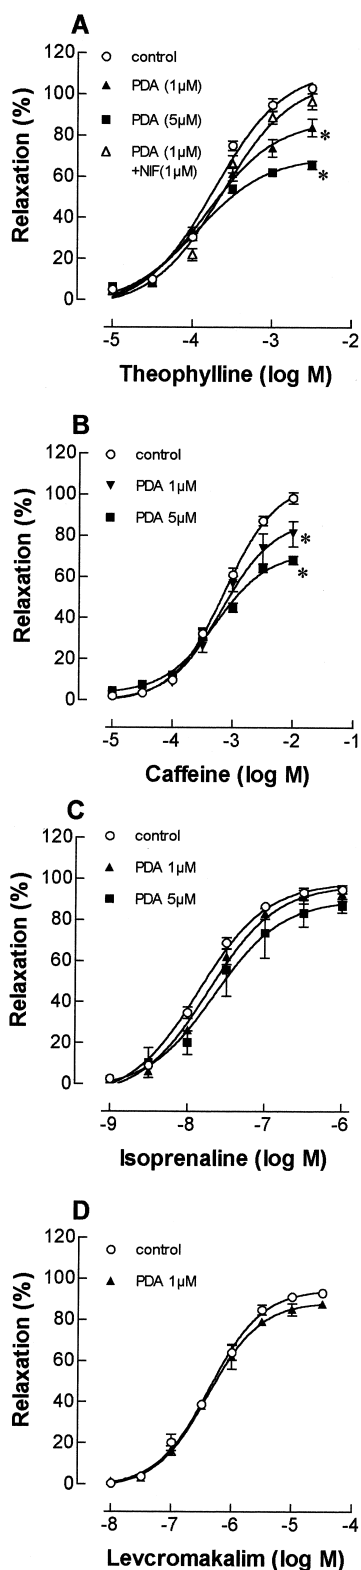 A
control
PDA (1µM)
PDA (5µM)
PDA (1µM)
+NIF(1µM)
120
100
80
60
40
20
0
Relaxation (%)
*
*
-5
-4
-3
-2
Theophylline (log M)
B
control
PDA 1µM
PDA 5µM
120
100
80
60
40
20
0
Relaxation (%)
*
*
-5
-4
-3
-2
-1
Caffeine (log M)
C
control
PDA 1µM
PDA 5µM
120
100
80
60
40
20
0
Relaxation (%)
-9
-8
-7
-6
Isoprenaline (log M)
D
control
PDA 1µM
120
100
80
60
40
20
0
Relaxation (%)
-8
-7
-6
-5
-4
Levcromakalim (log M)